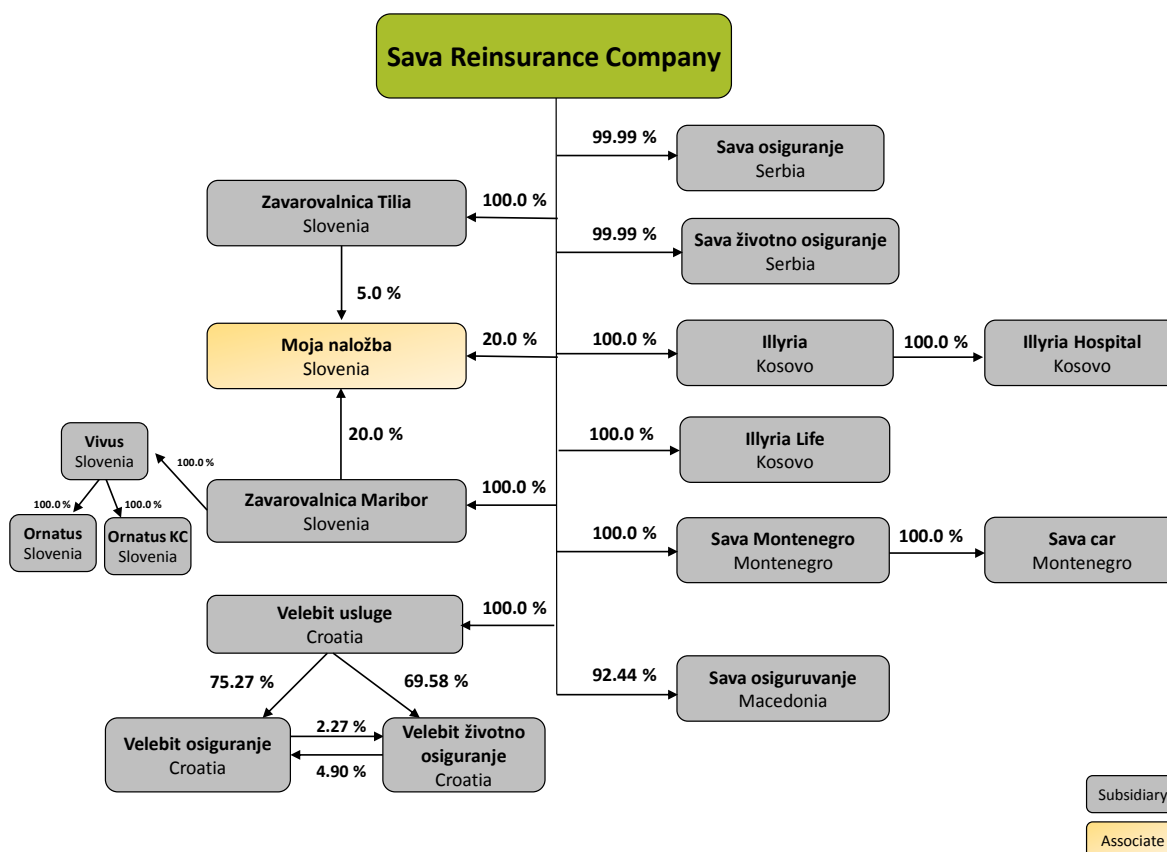 Sava Reinsurance Company
99.99 %
Sava osiguranje
Serbia
Zavarovalnica Tilia
Slovenia
100.0 %
99.99 %
Sava životno osiguranje
Serbia
5.0 %
Moja naložba
Slovenia
20.0 %
100.0 %
Illyria
Kosovo
100.0 %
Illyria Hospital
Kosovo
20.0 %
Vivus
Slovenia
100.0 %
100.0 %
Illyria Life
Kosovo
100.0 %
100.0 %
Zavarovalnica Maribor
Slovenia
100.0 %
Ornatus
Slovenia
Ornatus KC
Slovenia
100.0 %
Sava Montenegro
Montenegro
100.0 %
Sava car
Montenegro
Velebit usluge
Croatia
100.0 %
75.27 %
69.58 %
92.44 %
Sava osiguruvanje
Macedonia
Velebit osiguranje
Croatia
2.27 %
4.90 %
Velebit životno
osiguranje
Croatia
Subsidiary
Associate